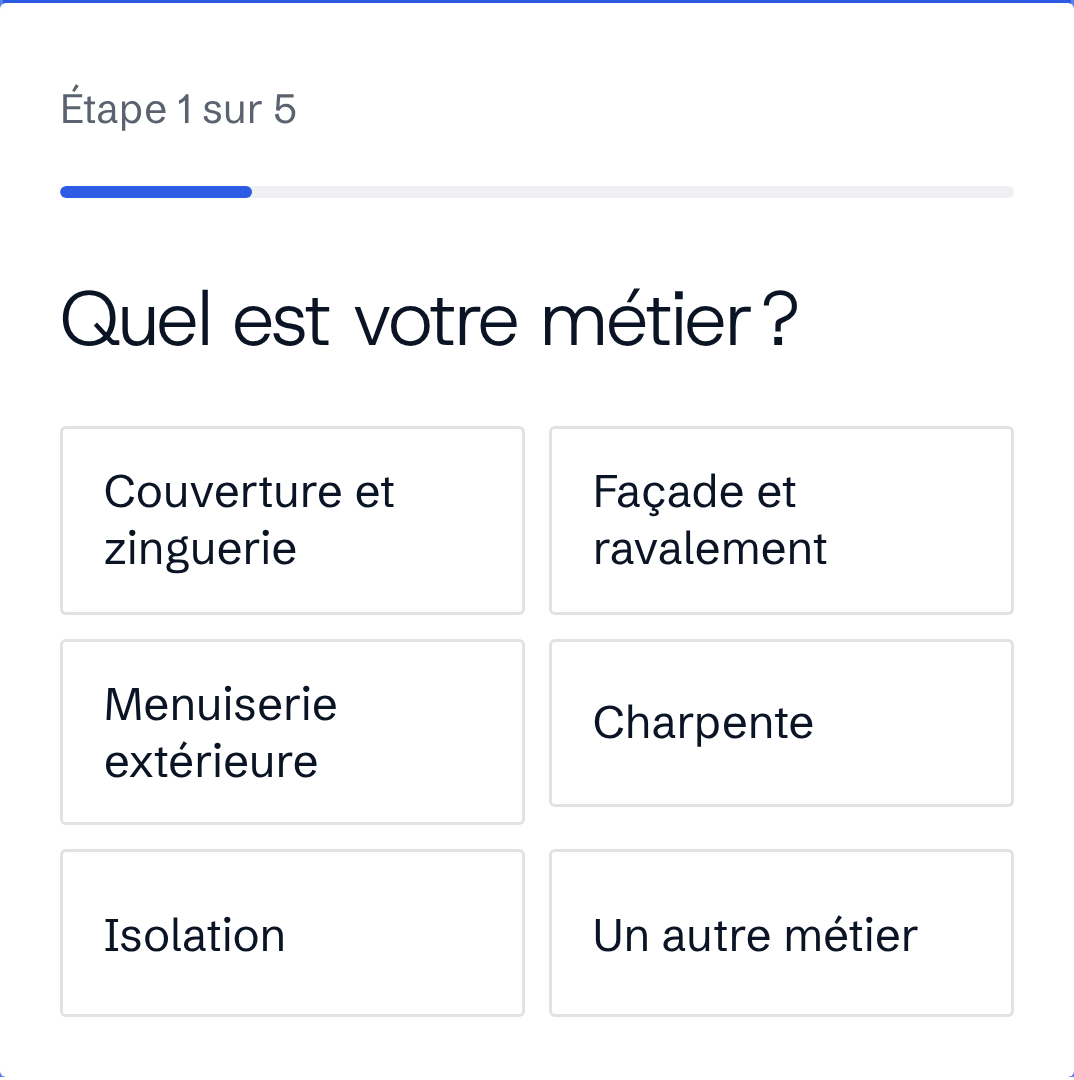 Étape 1 sur 5
Quel est votre métier ?
Couverture et
zinguerie
Façade et
ravalement
Menuiserie
extérieure
Charpente
Isolation
Un autre métier